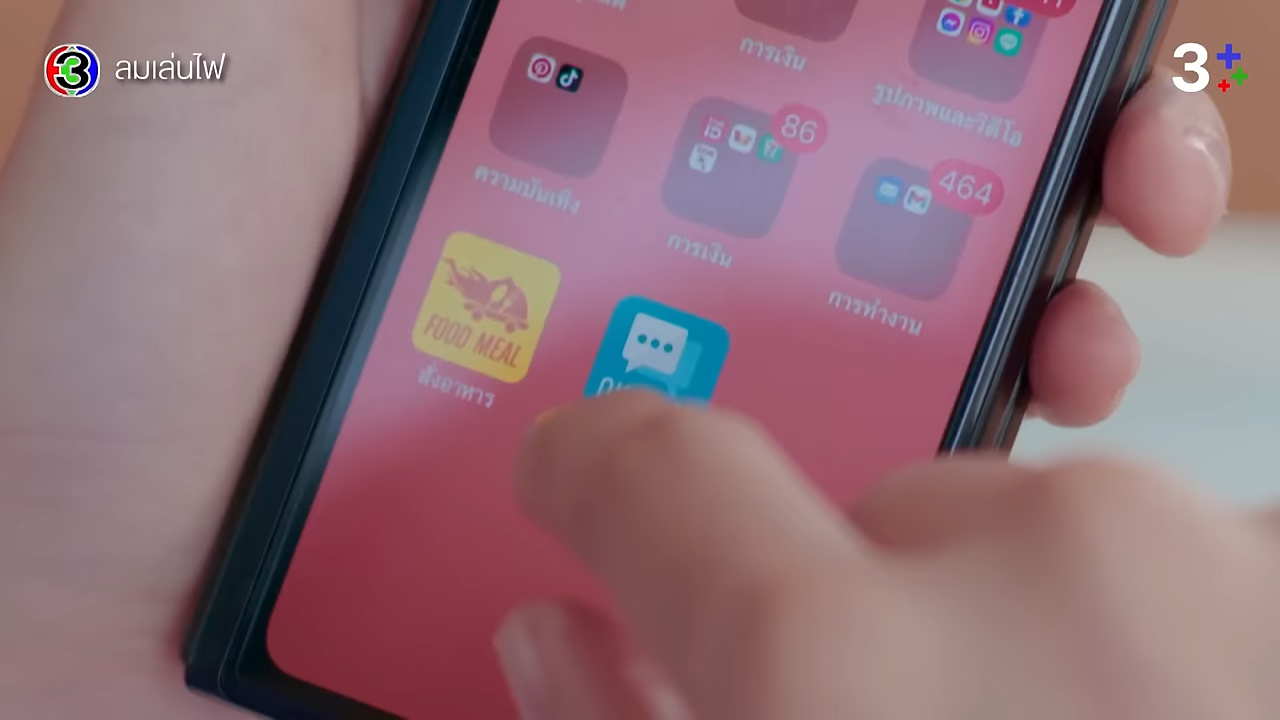 3
ลมเล่นไฟ
3
การเงิน
รูปภาพและวิดีโอ
86
464
ความบันเทิง
การเงิน
การทำงาน
FOOD MEAL
สั่งอาหาร